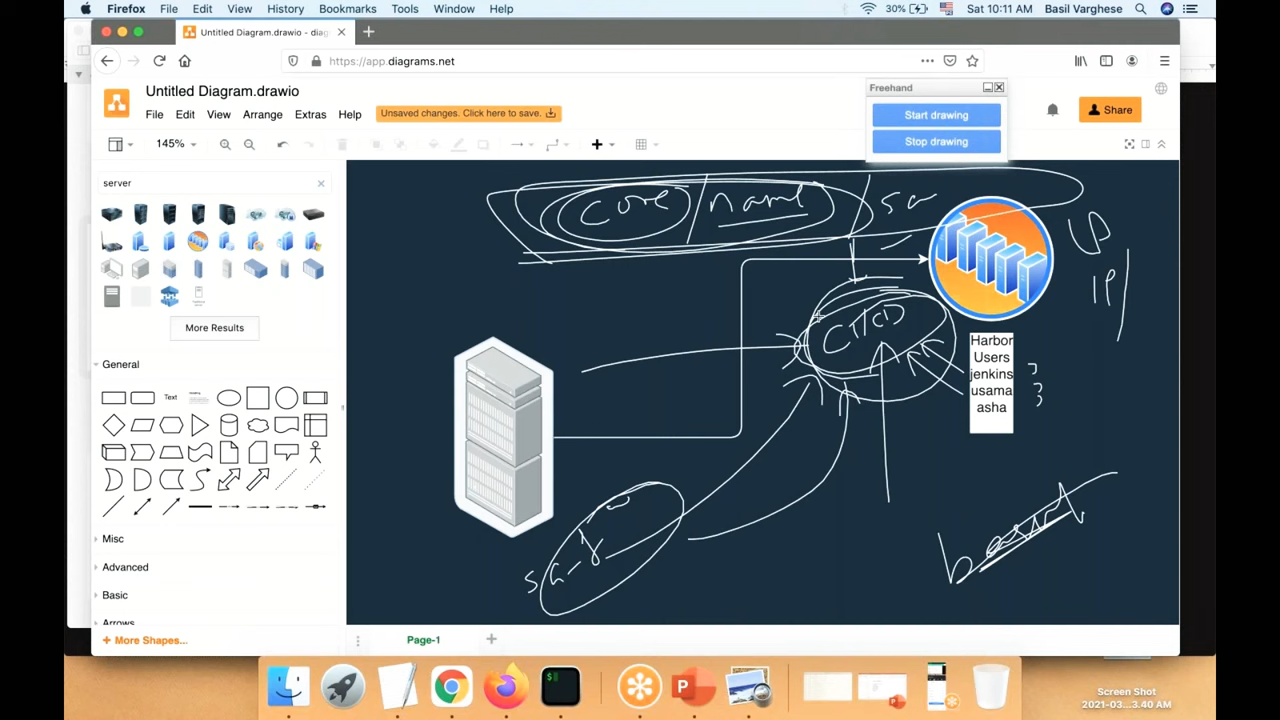 Firefox File Edit View History Bookmarks Tools Window Help
30% Sat 10:11 AM Basil Varghese
Untitled Diagram.drawio - diag
https://app.diagrams.net
Untitled Diagram.drawio
File Edit View Arrange Extras Help
Unsaved changes. Click here to save.
Share
Freehand
Start drawing
Stop drawing
145%
server
More Results
General
Text
Misc
Advanced
Basic
Arrows
+ More Shapes...
core / name /
CI/CD
IP
Harbor
Users
jenkins
usama
asha
Page-1
$
P
Screen Shot
2021-03....3.40 AM